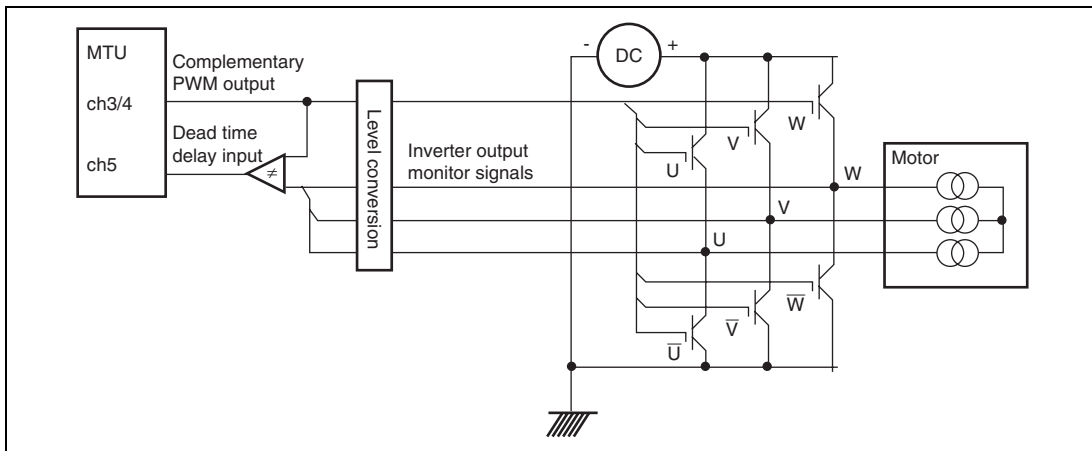 MTU
ch3/4
ch5
Complementary
PWM output
Dead time
delay input
≠
Level conversion
Inverter output
monitor signals
- DC +
W
V
U
W
V
U
W̅
V̅
U̅
Motor